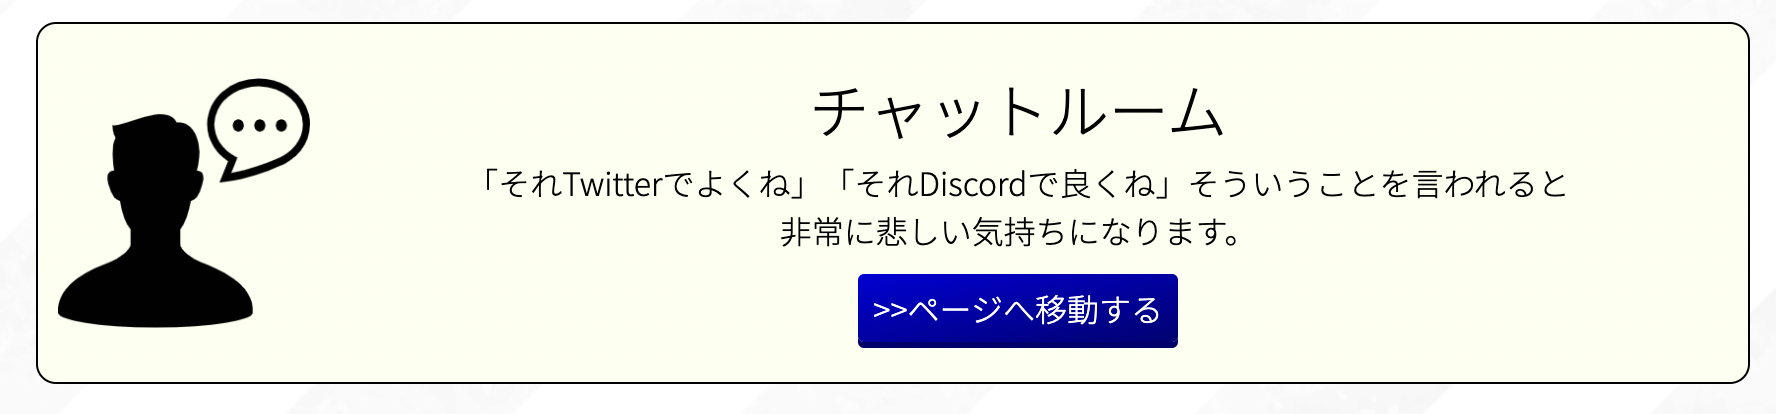 チャットルーム
「それTwitterでよくね」「それDiscordで良くね」そういうことを言われると
非常に悲しい気持ちになります。
>>ページへ移動する